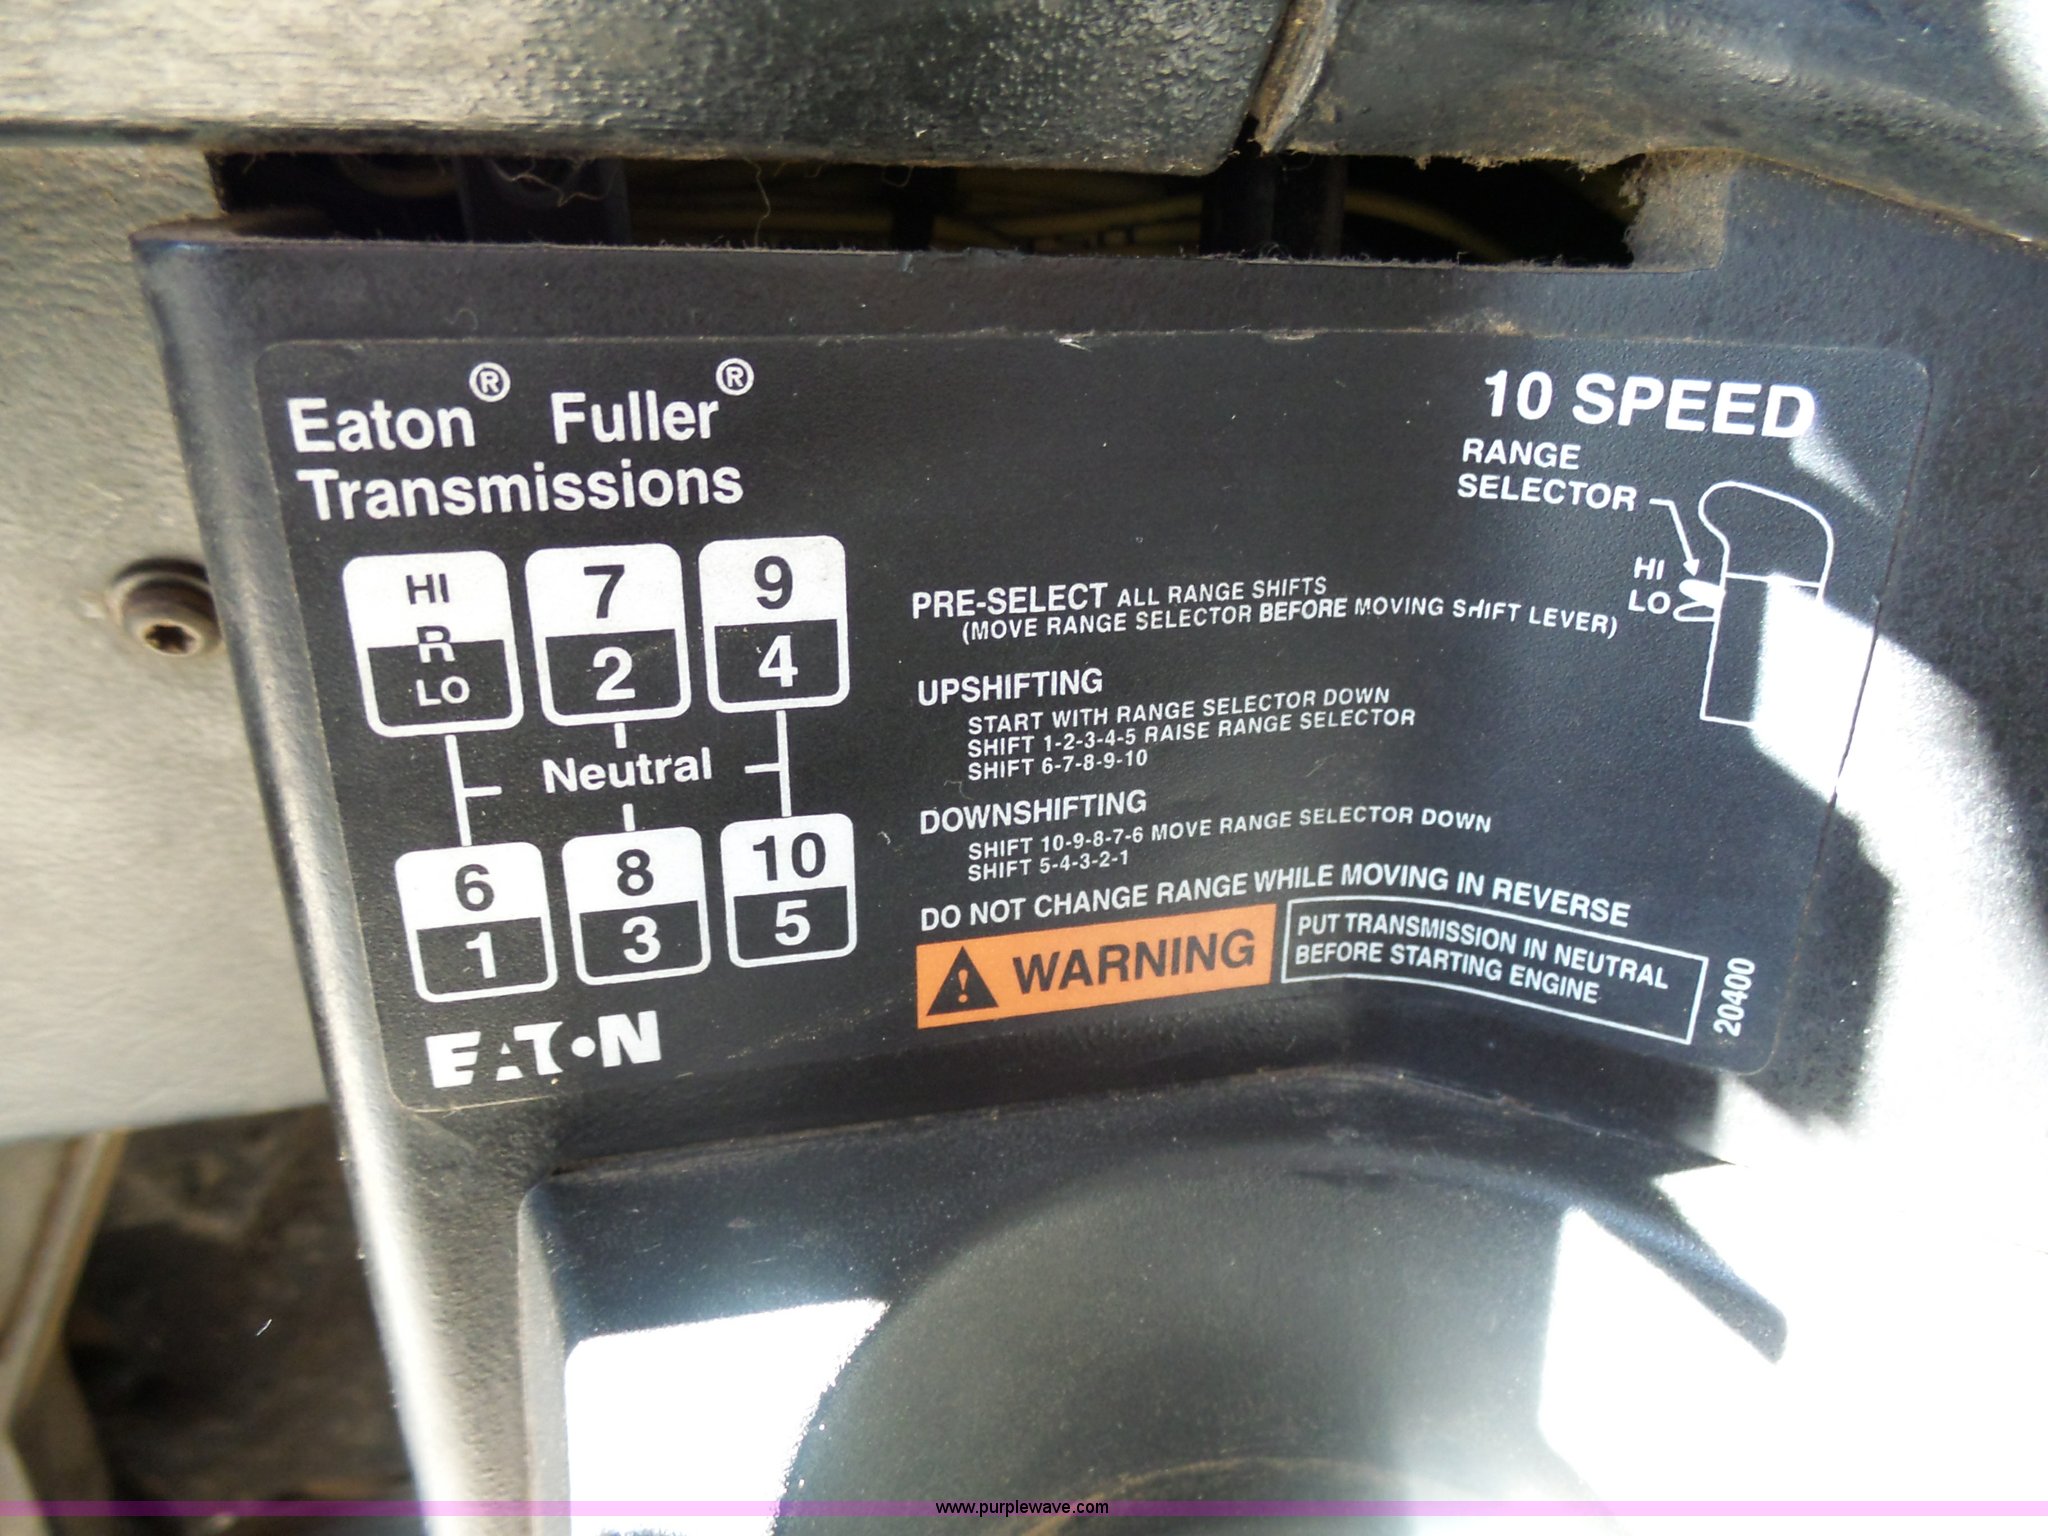 Eaton® Fuller®
Transmissions
10 SPEED
RANGE
SELECTOR
HI
LO
HI
R
LO
7
2
9
4
Neutral
6
1
8
3
10
5
EATON
PRE-SELECT ALL RANGE SHIFTS
(MOVE RANGE SELECTOR BEFORE MOVING SHIFT LEVER)
UPSHIFTING
START WITH RANGE SELECTOR DOWN
SHIFT 1-2-3-4-5 RAISE RANGE SELECTOR
SHIFT 6-7-8-9-10
DOWNSHIFTING
SHIFT 10-9-8-7-6 MOVE RANGE SELECTOR DOWN
SHIFT 5-4-3-2-1
DO NOT CHANGE RANGE WHILE MOVING IN REVERSE
WARNING
PUT TRANSMISSION IN NEUTRAL
BEFORE STARTING ENGINE
20400
www.purplewave.com